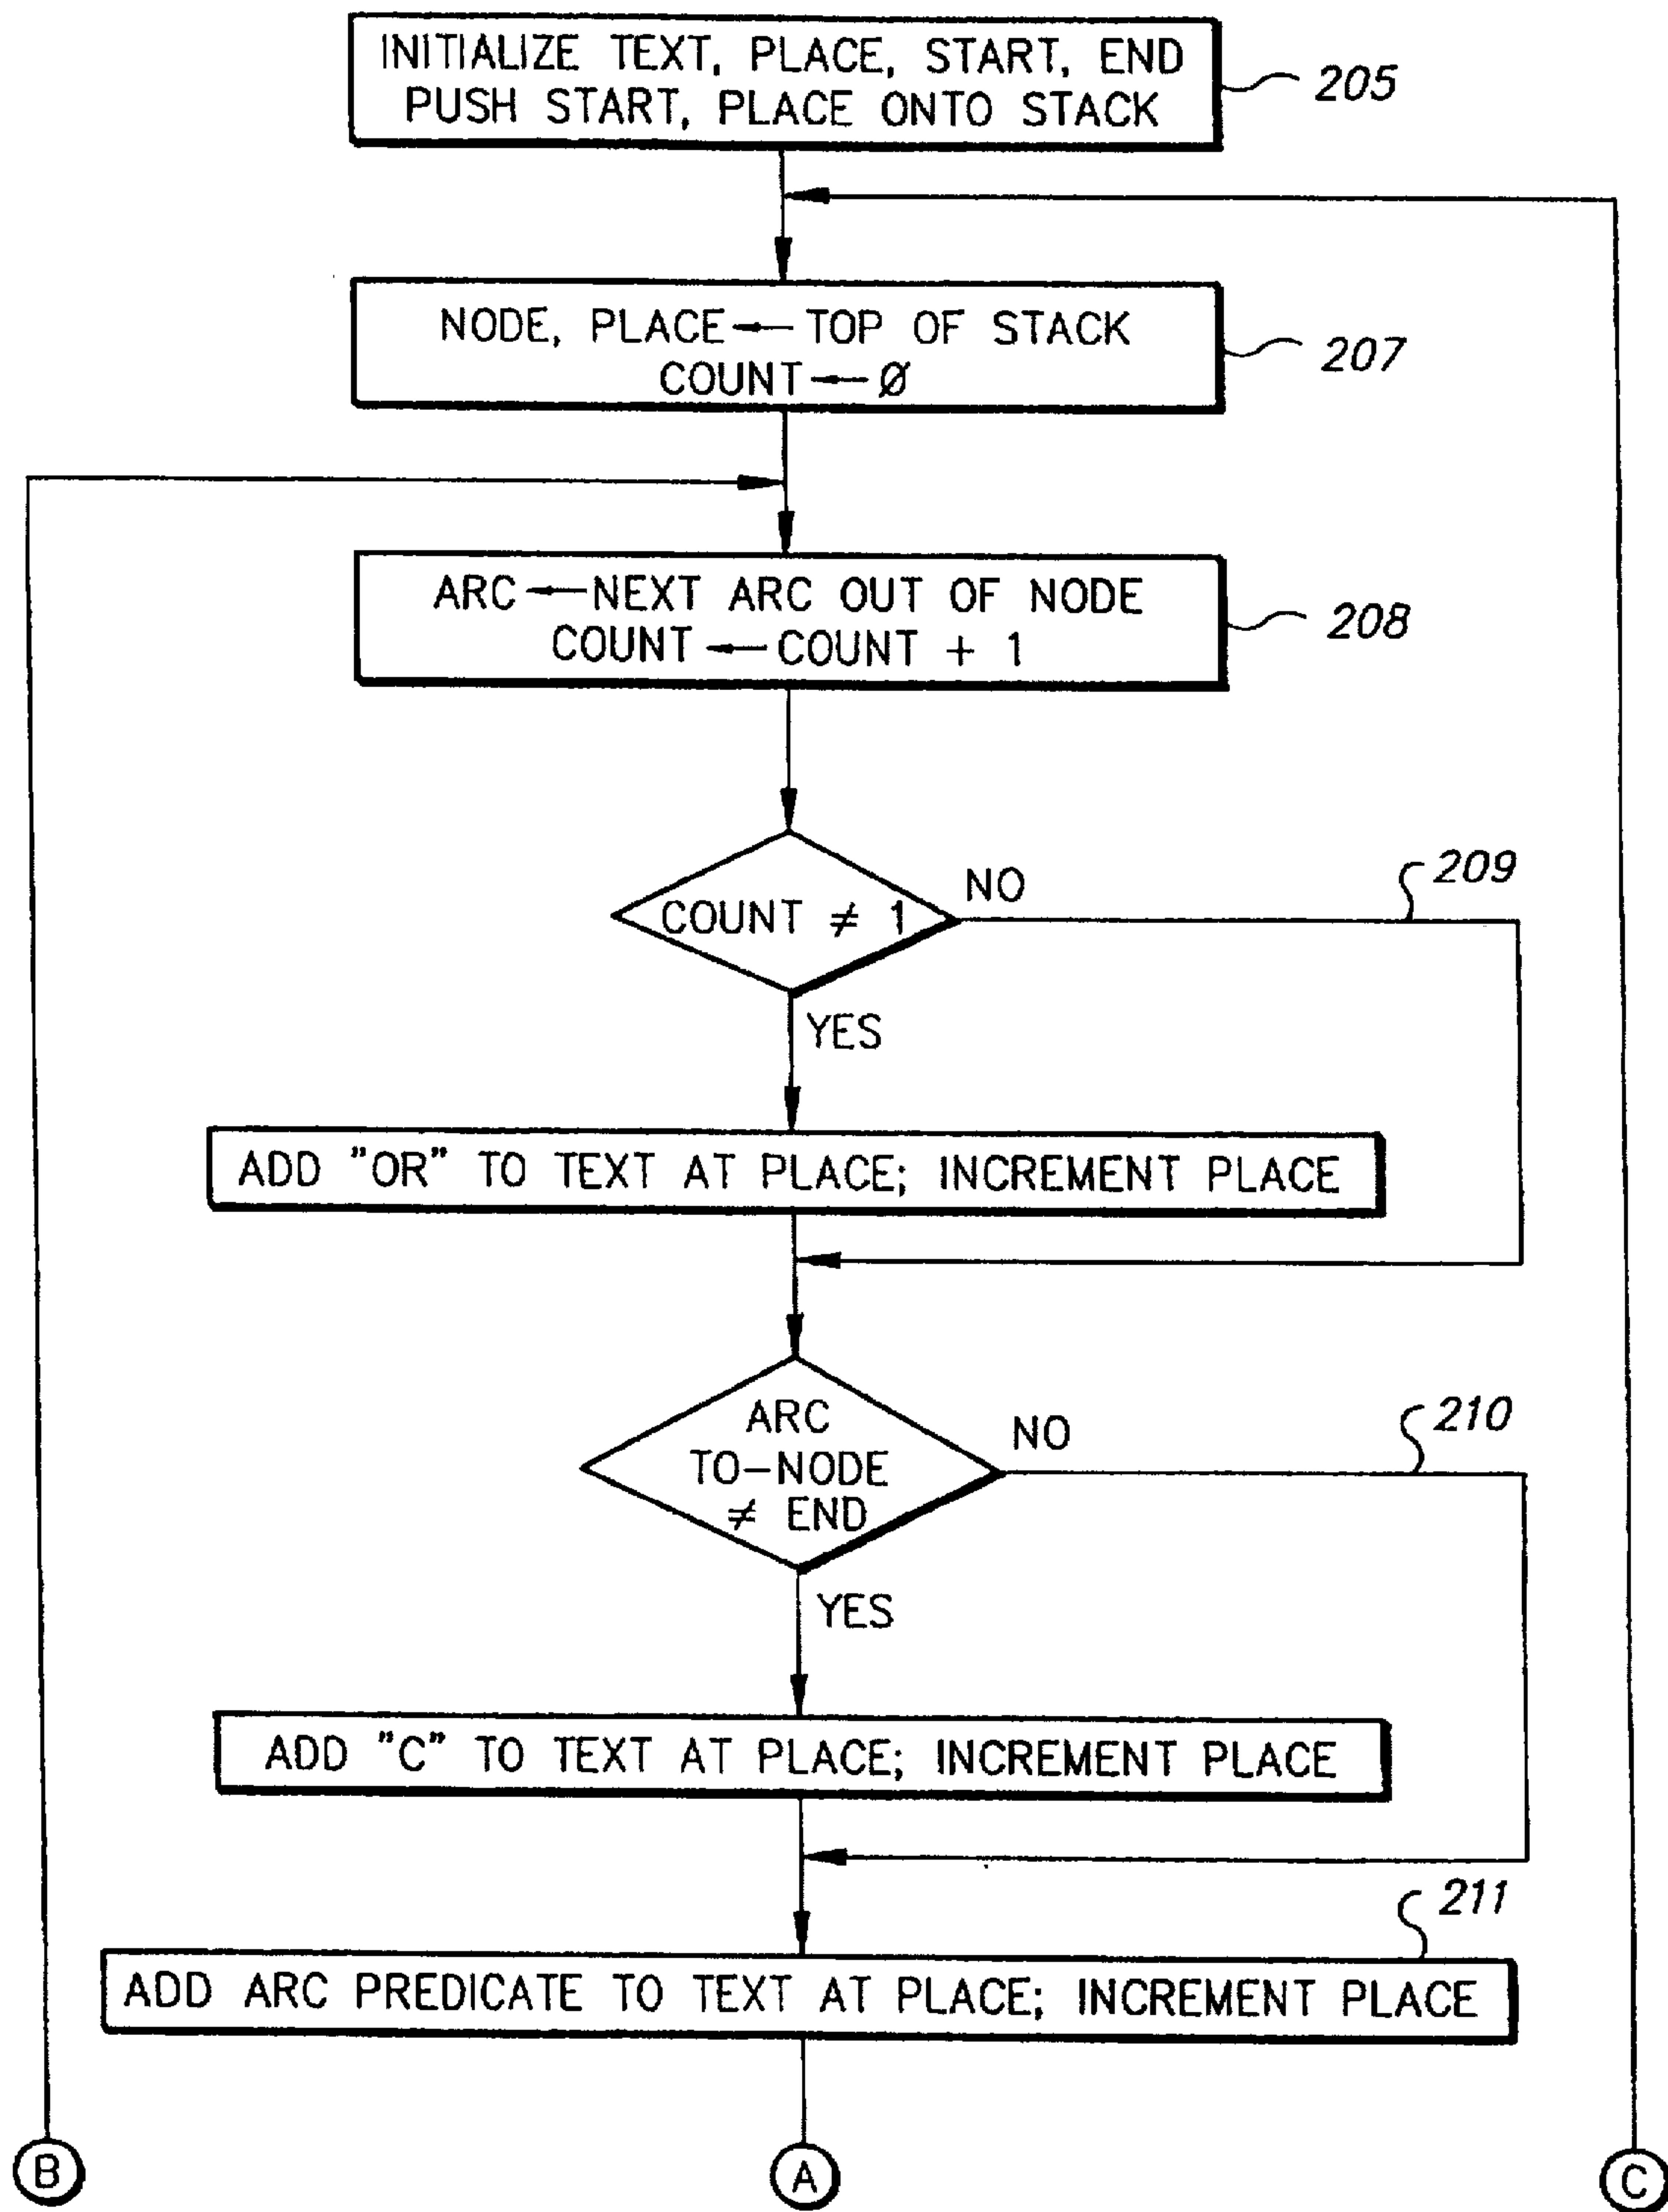 INITIALIZE TEXT, PLACE, START, END
PUSH START, PLACE ONTO STACK
205
NODE, PLACE ← TOP OF STACK
COUNT ← Ø
207
ARC ← NEXT ARC OUT OF NODE
COUNT ← COUNT + 1
208
COUNT ≠ 1
NO
209
YES
ADD "OR" TO TEXT AT PLACE; INCREMENT PLACE
ARC
TO-NODE
≠ END
NO
210
YES
ADD "C" TO TEXT AT PLACE; INCREMENT PLACE
211
ADD ARC PREDICATE TO TEXT AT PLACE; INCREMENT PLACE
B
A
C